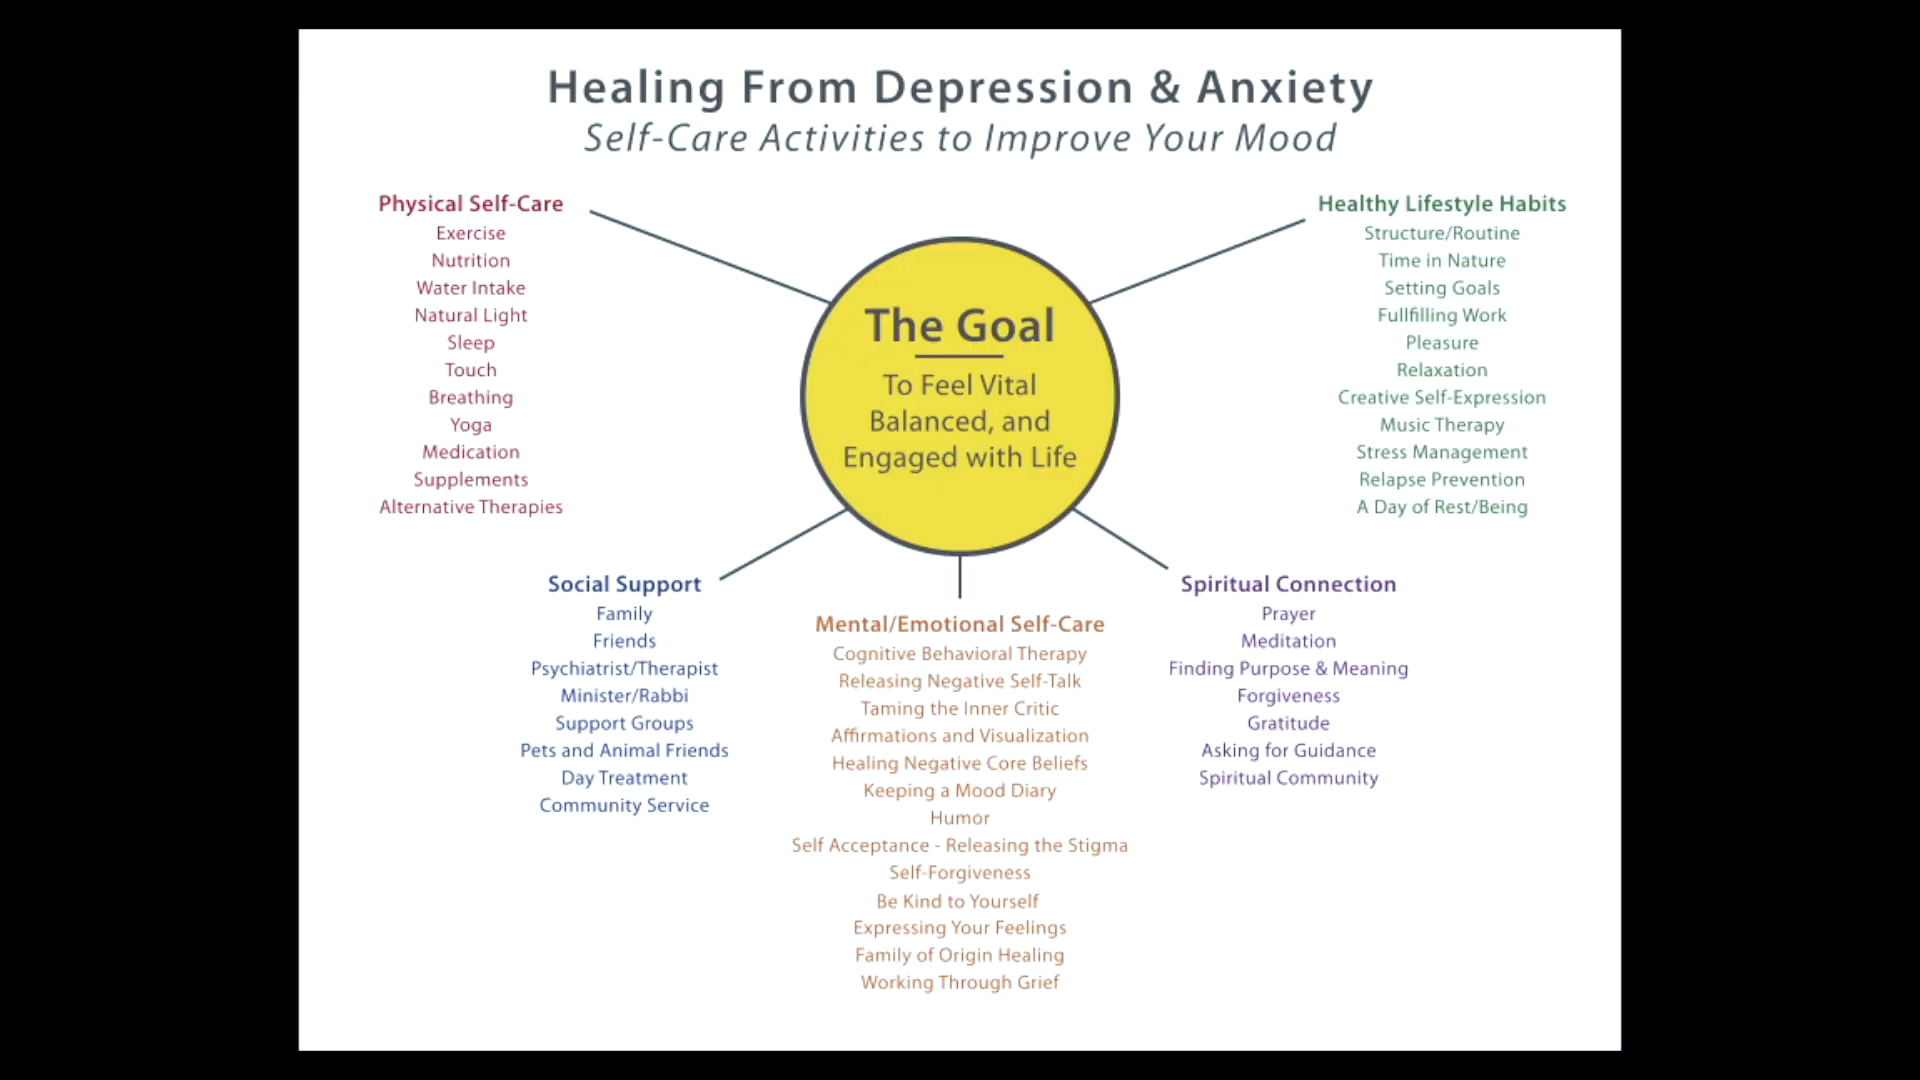 Healing From Depression & Anxiety
Self-Care Activities to Improve Your Mood
Physical Self-Care
Exercise
Nutrition
Water Intake
Natural Light
Sleep
Touch
Breathing
Yoga
Medication
Supplements
Alternative Therapies
The Goal
To Feel Vital
Balanced, and
Engaged with Life
Healthy Lifestyle Habits
Structure/Routine
Time in Nature
Setting Goals
Fullfilling Work
Pleasure
Relaxation
Creative Self-Expression
Music Therapy
Stress Management
Relapse Prevention
A Day of Rest/Being
Social Support
Family
Friends
Psychiatrist/Therapist
Minister/Rabbi
Support Groups
Pets and Animal Friends
Day Treatment
Community Service
Mental/Emotional Self-Care
Cognitive Behavioral Therapy
Releasing Negative Self-Talk
Taming the Inner Critic
Affirmations and Visualization
Healing Negative Core Beliefs
Keeping a Mood Diary
Humor
Self Acceptance - Releasing the Stigma
Self-Forgiveness
Be Kind to Yourself
Expressing Your Feelings
Family of Origin Healing
Working Through Grief
Spiritual Connection
Prayer
Meditation
Finding Purpose & Meaning
Forgiveness
Gratitude
Asking for Guidance
Spiritual Community